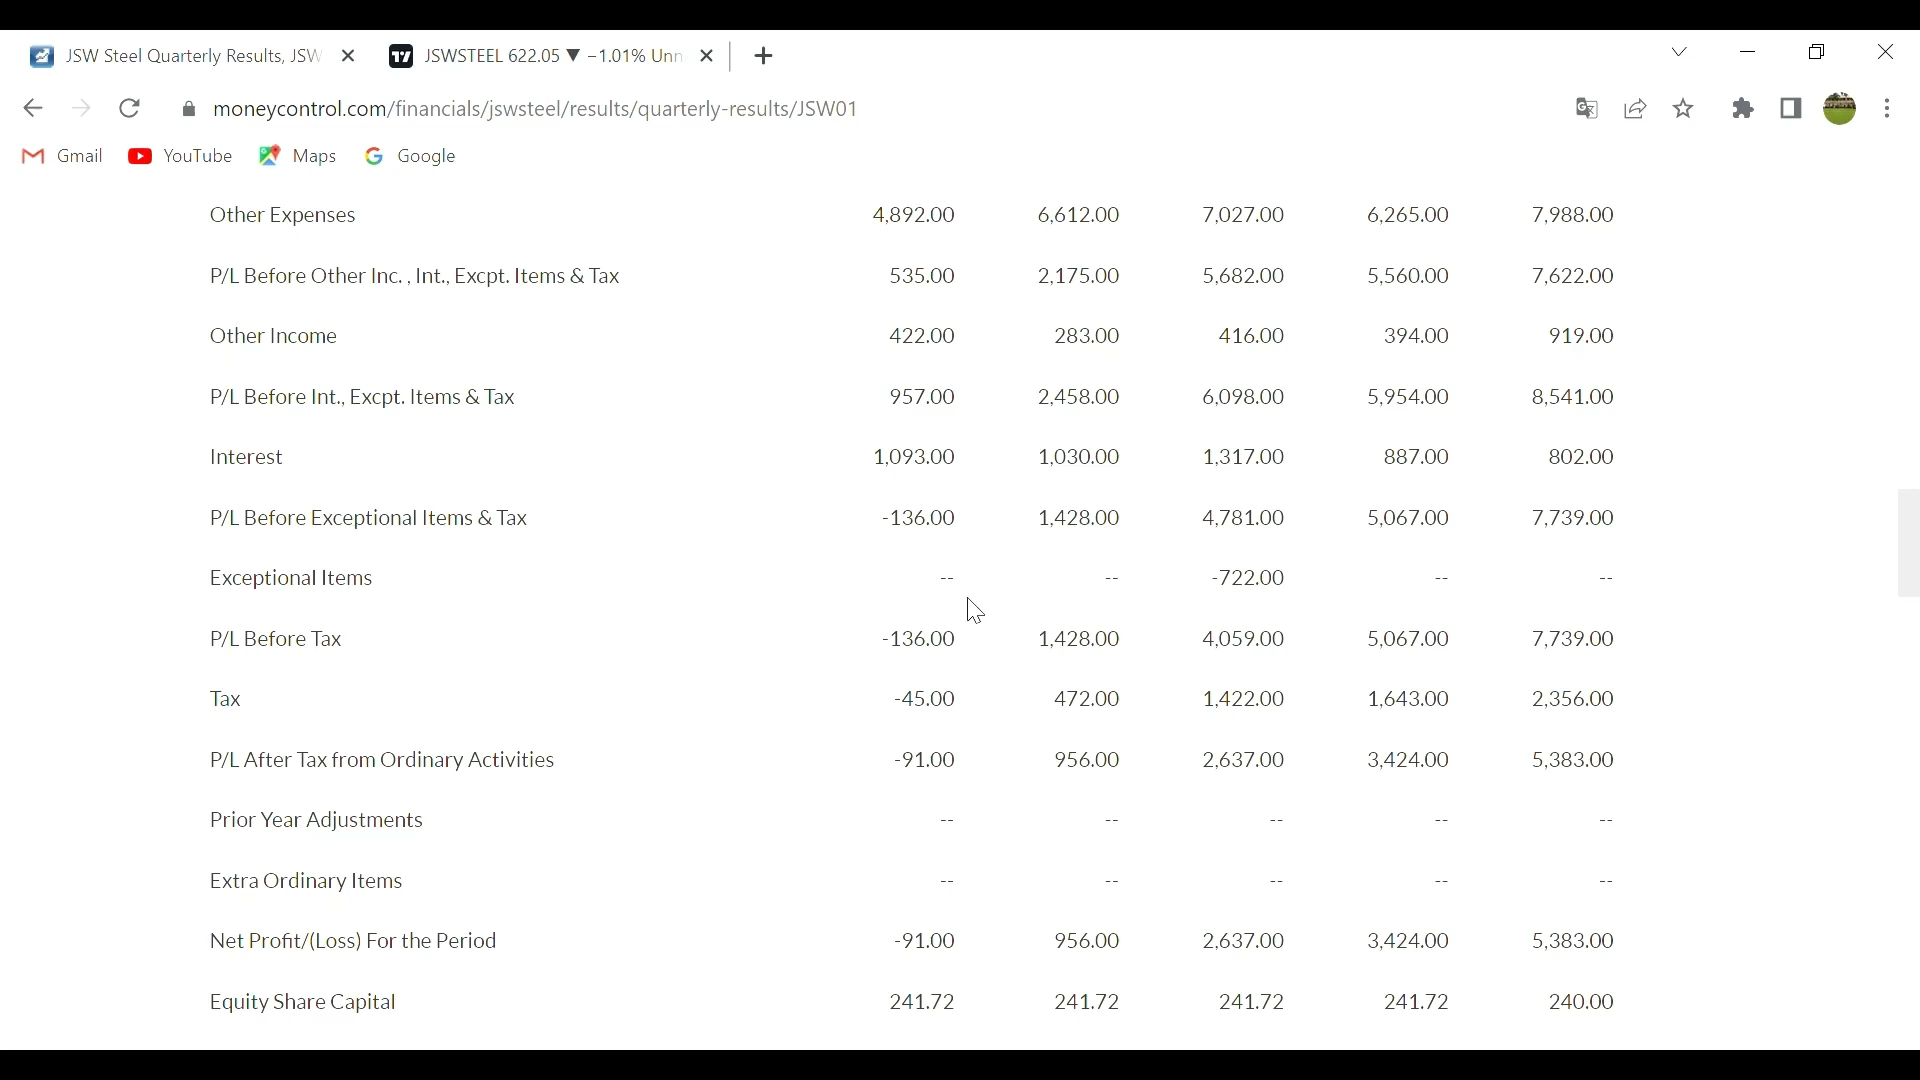 JSW Steel Quarterly Results, JSW
JSWSTEEL 622.05 ▼ −1.01% Unn
moneycontrol.com/financials/jswsteel/results/quarterly-results/JSW01
Gmail YouTube Maps Google
Other Expenses 4,892.00 6,612.00 7,027.00 6,265.00 7,988.00
P/L Before Other Inc. , Int., Excpt. Items & Tax 535.00 2,175.00 5,682.00 5,560.00 7,622.00
Other Income 422.00 283.00 416.00 394.00 919.00
P/L Before Int., Excpt. Items & Tax 957.00 2,458.00 6,098.00 5,954.00 8,541.00
Interest 1,093.00 1,030.00 1,317.00 887.00 802.00
P/L Before Exceptional Items & Tax -136.00 1,428.00 4,781.00 5,067.00 7,739.00
Exceptional Items -- -- -722.00 -- --
P/L Before Tax -136.00 1,428.00 4,059.00 5,067.00 7,739.00
Tax -45.00 472.00 1,422.00 1,643.00 2,356.00
P/L After Tax from Ordinary Activities -91.00 956.00 2,637.00 3,424.00 5,383.00
Prior Year Adjustments -- -- -- -- --
Extra Ordinary Items -- -- -- -- --
Net Profit/(Loss) For the Period -91.00 956.00 2,637.00 3,424.00 5,383.00
Equity Share Capital 241.72 241.72 241.72 241.72 240.00